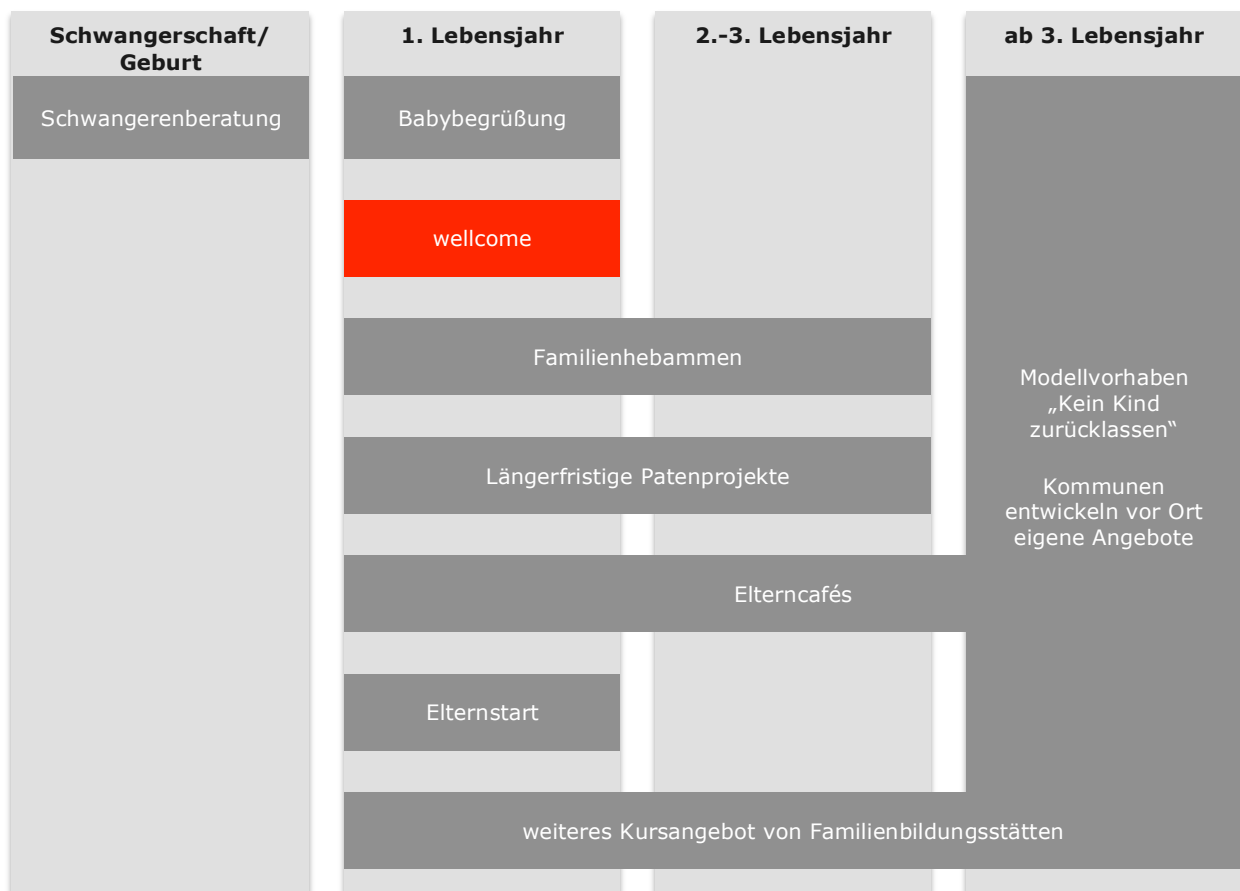 Schwangerschaft/
Geburt
1. Lebensjahr
2.-3. Lebensjahr
ab 3. Lebensjahr
Schwangerenberatung
Babybegrüßung
wellcome
Familienhebammen
Längerfristige Patenprojekte
Modellvorhaben
„Kein Kind
zurücklassen“
Kommunen
entwickeln vor Ort
eigene Angebote
Elterncafés
Elternstart
weiteres Kursangebot von Familienbildungsstätten